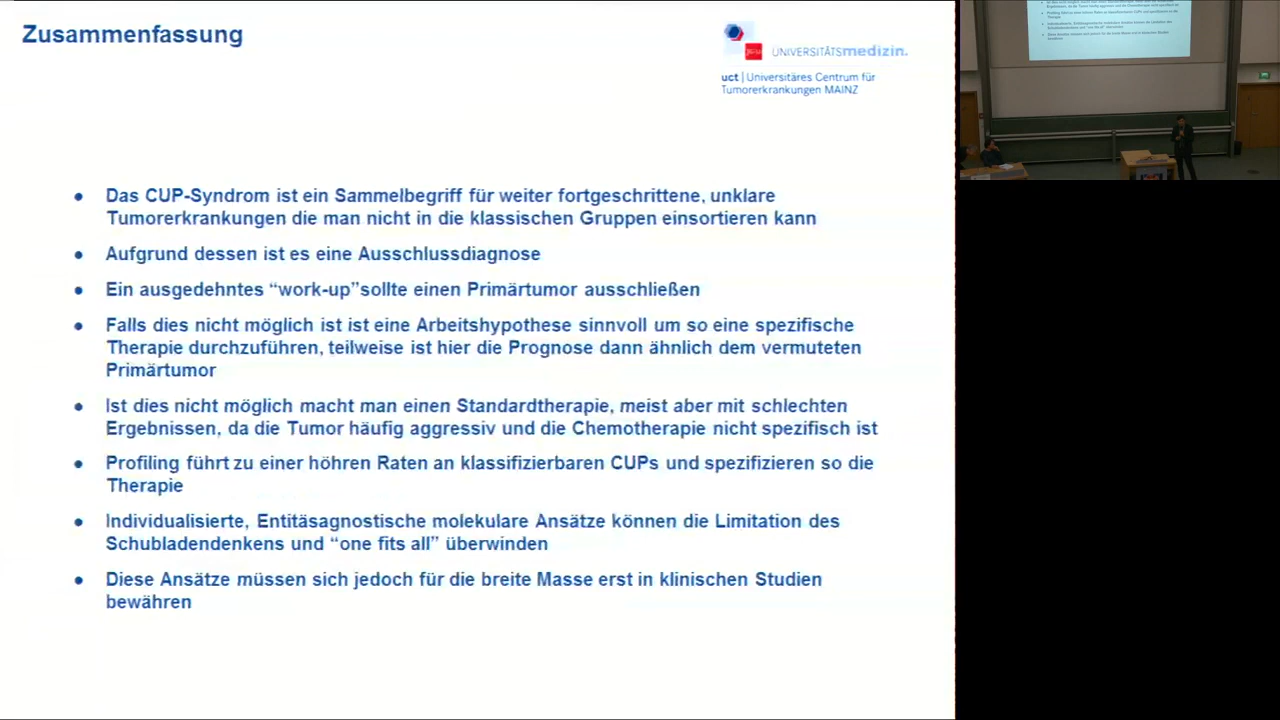 Zusammenfassung
UNIVERSITÄTSmedizin.
uct | Universitäres Centrum für
Tumorerkrankungen MAINZ
• Das CUP-Syndrom ist ein Sammelbegriff für weiter fortgeschrittene, unklare
Tumorerkrankungen die man nicht in die klassischen Gruppen einsortieren kann
• Aufgrund dessen ist es eine Ausschlussdiagnose
• Ein ausgedehntes “work-up”sollte einen Primärtumor ausschließen
• Falls dies nicht möglich ist ist eine Arbeitshypothese sinnvoll um so eine spezifische
Therapie durchzuführen, teilweise ist hier die Prognose dann ähnlich dem vermuteten
Primärtumor
• Ist dies nicht möglich macht man einen Standardtherapie, meist aber mit schlechten
Ergebnissen, da die Tumor häufig aggressiv und die Chemotherapie nicht spezifisch ist
• Profiling führt zu einer höhren Raten an klassifizierbaren CUPs und spezifizieren so die
Therapie
• Individualisierte, Entitäsagnostische molekulare Ansätze können die Limitation des
Schubladendenkens und “one fits all” überwinden
• Diese Ansätze müssen sich jedoch für die breite Masse erst in klinischen Studien
bewähren